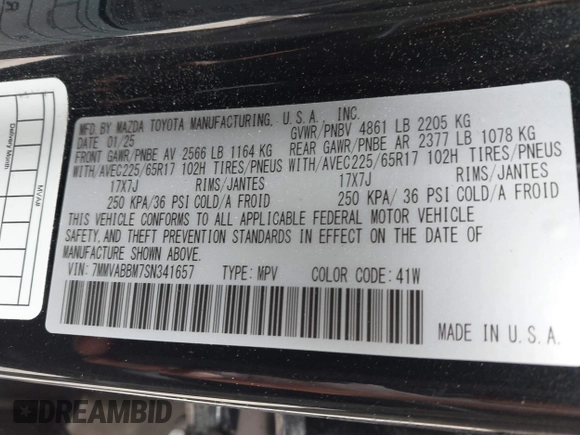 MFD. BY MAZDA TOYOTA MANUFACTURING, U.S.A., INC.
DATE 01/25 GVWR/PNBV 4861 LB 2205 KG
FRONT GAWR/PNBE AV 2566 LB 1164 KG REAR GAWR/PNBE AR 2377 LB 1078 KG
WITH/AVEC225/65R17 102H TIRES/PNEUS WITH/AVEC225/65R17 102H TIRES/PNEUS
17X7J RIMS/JANTES 17X7J RIMS/JANTES
250 KPA/36 PSI COLD/A FROID 250 KPA/36 PSI COLD/A FROID
THIS VEHICLE CONFORMS TO ALL APPLICABLE FEDERAL MOTOR VEHICLE
SAFETY, AND THEFT PREVENTION STANDARDS IN EFFECT ON THE DATE OF
MANUFACTURE SHOWN ABOVE.
VIN: 7MMVABBM7SN341657 TYPE: MPV COLOR CODE: 41W
MADE IN U.S.A.
Delivery Month
MVAB
DREAMBID